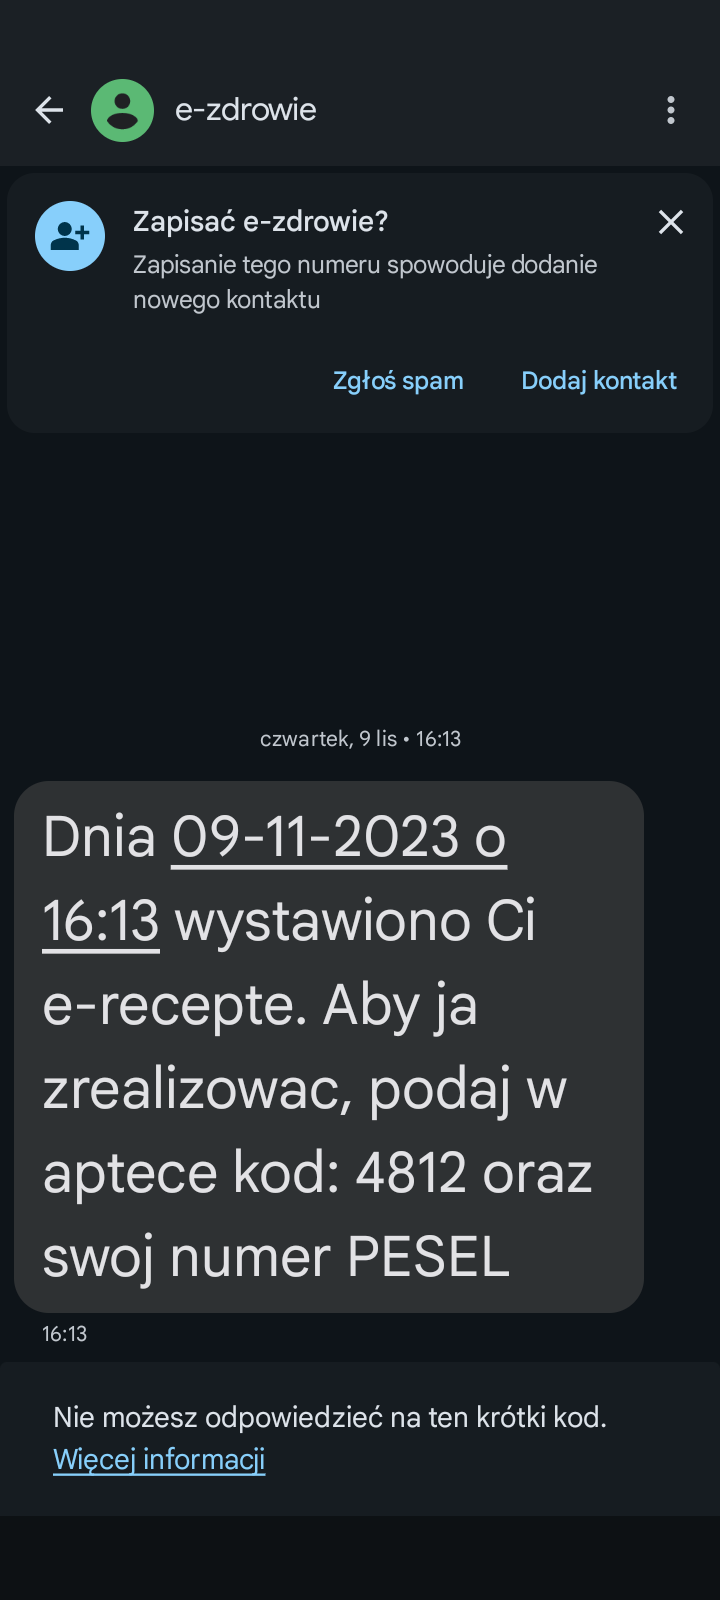 e-zdrowie
Zapisać e-zdrowie?
Zapisanie tego numeru spowoduje dodanie
nowego kontaktu
Zgłoś spam Dodaj kontakt
czwartek, 9 lis • 16:13
Dnia 09-11-2023 o
16:13 wystawiono Ci
e-recepte. Aby ja
zrealizowac, podaj w
aptece kod: 4812 oraz
swoj numer PESEL
16:13
Nie możesz odpowiedzieć na ten krótki kod.
Więcej informacji